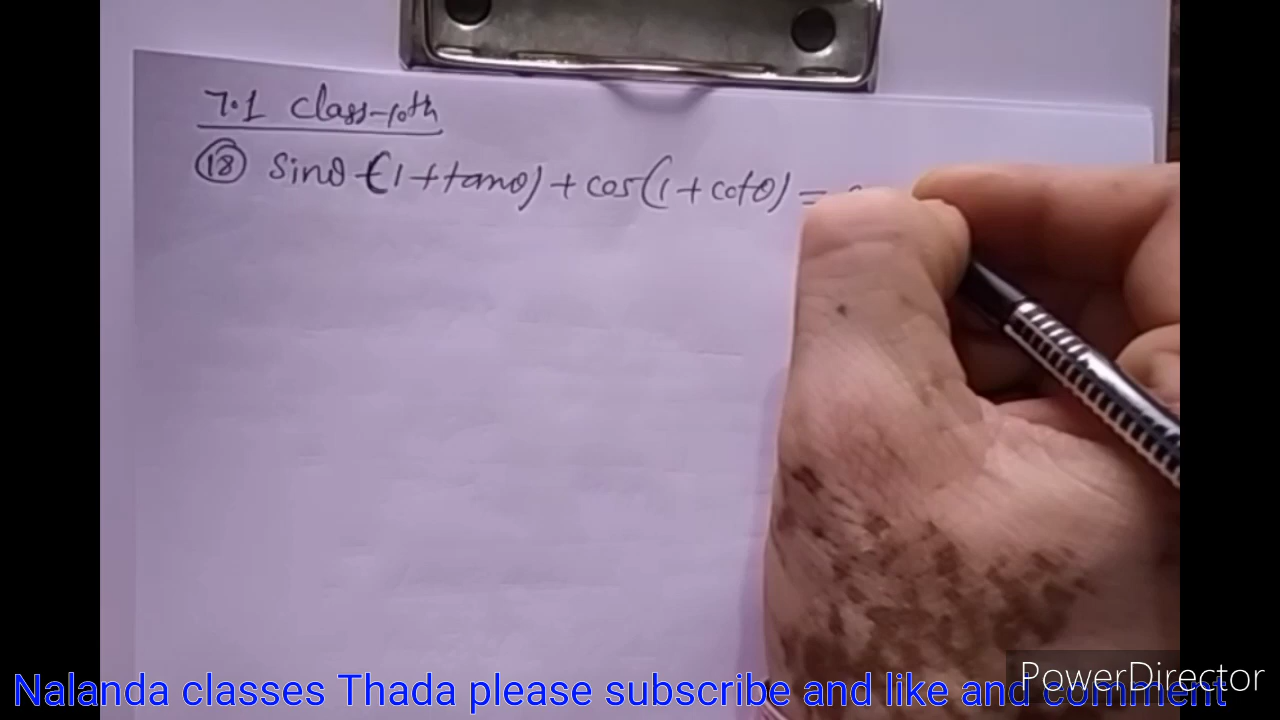 7.1 Class-10th
(18) sinθ (1+tanθ) + cos(1+cotθ) =
PowerDirector
Nalanda classes Thada please subscribe and like and comment